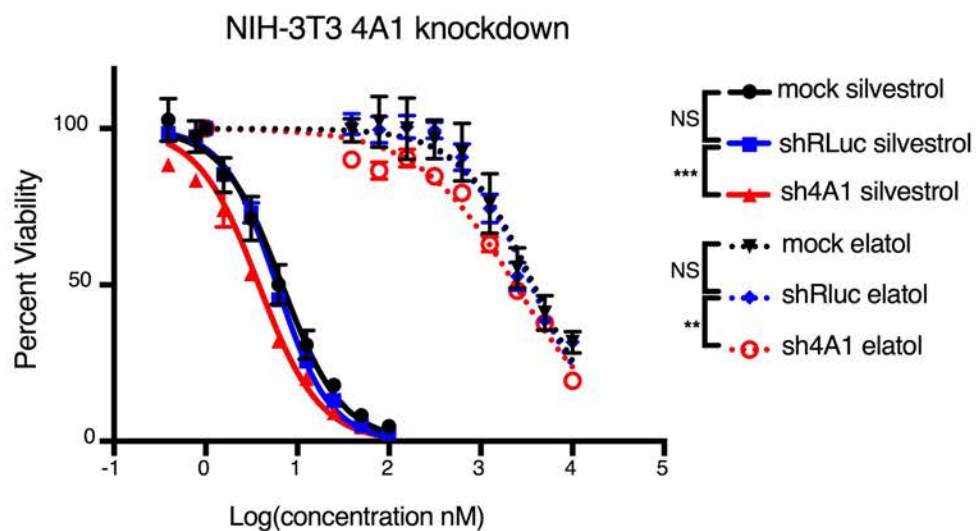 NIH-3T3 4A1 knockdown
Percent Viability
100
50
0
-1
0
1
2
3
4
5
Log(concentration nM)
mock silvestrol
NS
shRLuc silvestrol
***
sh4A1 silvestrol
mock elatol
NS
shRluc elatol
**
sh4A1 elatol